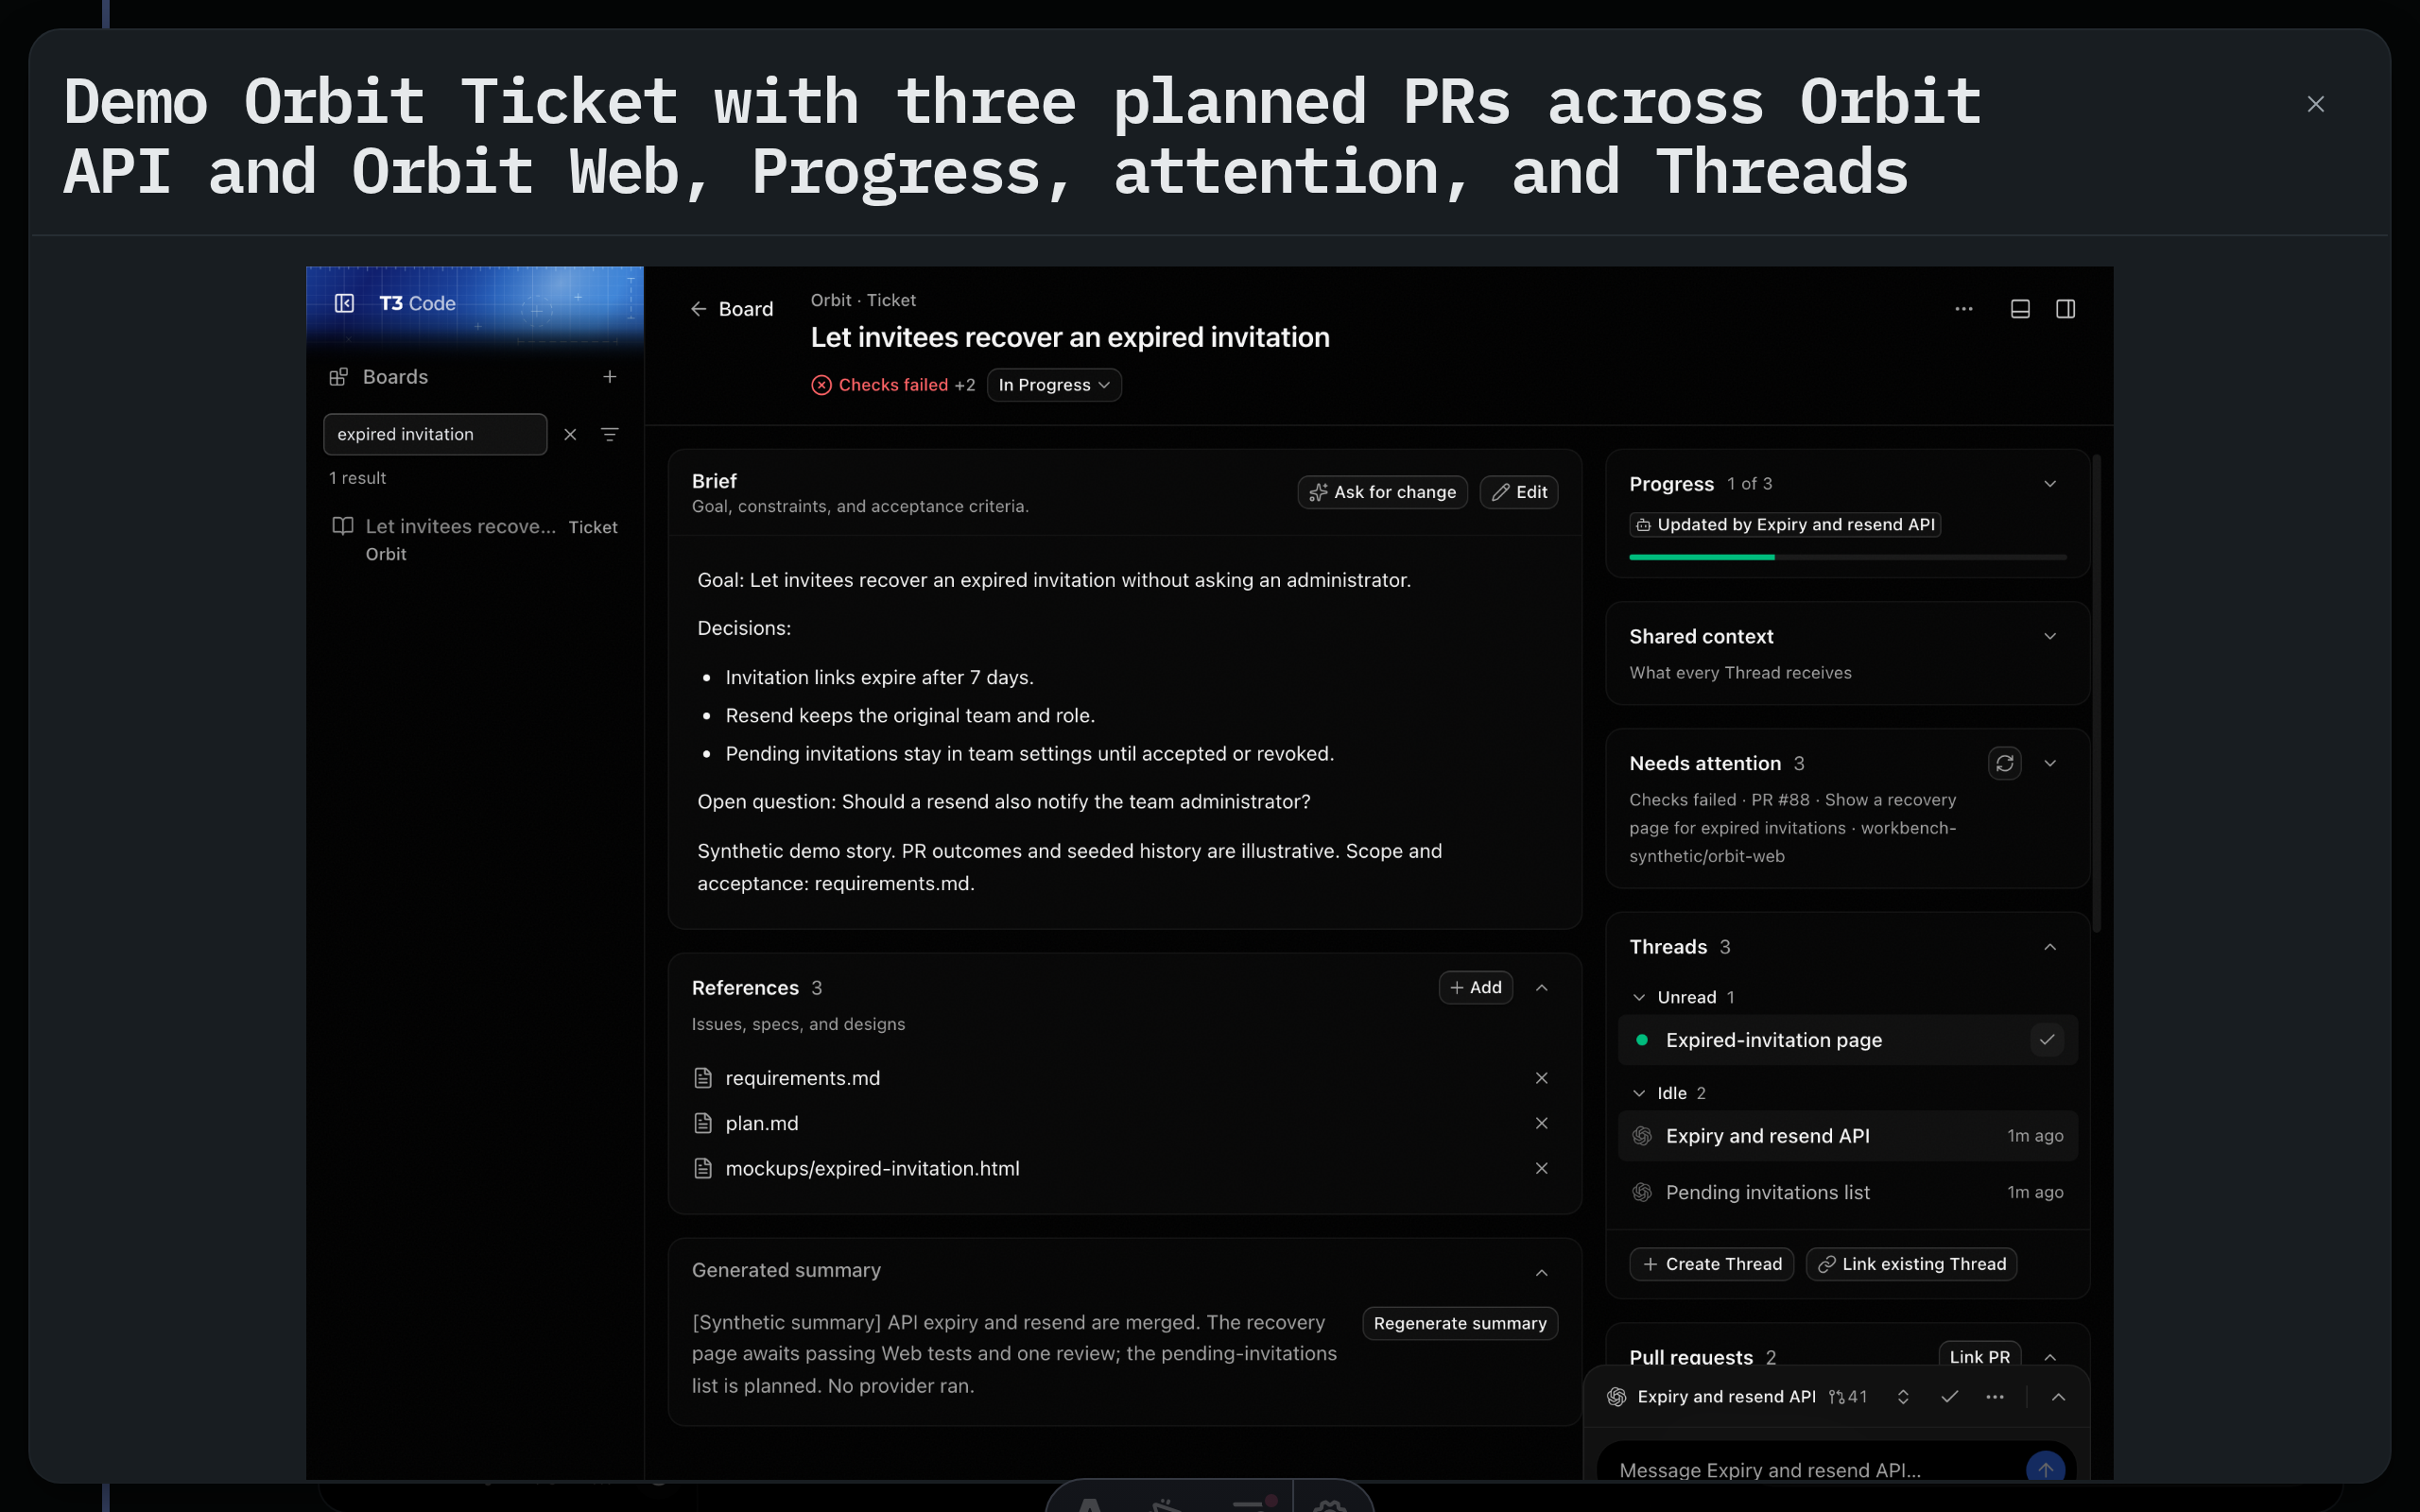 Demo Orbit Ticket with three planned PRs across Orbit
API and Orbit Web, Progress, attention, and Threads
T3 Code
Boards
expired invitation
1 result
Let invitees recove... Ticket
Orbit
Board
Orbit · Ticket
Let invitees recover an expired invitation
Checks failed +2
In Progress
Brief
Goal, constraints, and acceptance criteria.
Ask for change
Edit
Goal: Let invitees recover an expired invitation without asking an administrator.
Decisions:
Invitation links expire after 7 days.
Resend keeps the original team and role.
Pending invitations stay in team settings until accepted or revoked.
Open question: Should a resend also notify the team administrator?
Synthetic demo story. PR outcomes and seeded history are illustrative. Scope and
acceptance: requirements.md.
References 3
Add
Issues, specs, and designs
requirements.md
plan.md
mockups/expired-invitation.html
Generated summary
[Synthetic summary] API expiry and resend are merged. The recovery
page awaits passing Web tests and one review; the pending-invitations
list is planned. No provider ran.
Regenerate summary
Progress 1 of 3
Updated by Expiry and resend API
Shared context
What every Thread receives
Needs attention 3
Checks failed · PR #88 · Show a recovery
page for expired invitations · workbench-
synthetic/orbit-web
Threads 3
Unread 1
Expired-invitation page
Idle 2
Expiry and resend API 1m ago
Pending invitations list 1m ago
Create Thread
Link existing Thread
Pull requests 2
Link PR
Expiry and resend API 41
Message Expiry and resend API...